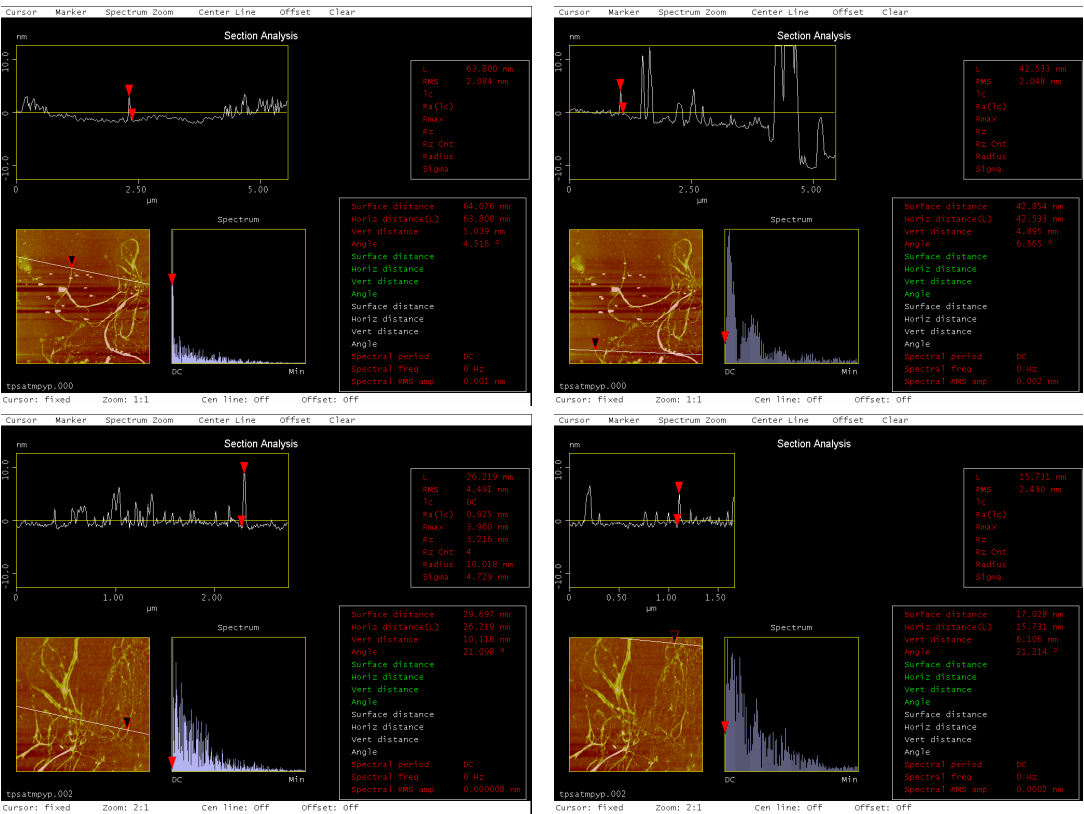 Cursor Marker Spectrum Zoom Center Line Offset Clear
nm
Section Analysis
10.0
0
-10.0
0 2.50 5.00
µm
L 63.800 nm
RMS 2.084 nm
lc
Ra(lc)
Rmax
Rz
Rz Cnt
Radius
Sigma
Spectrum
DC Min
Surface distance 64.076 nm
Horiz distance(L) 63.800 nm
Vert distance 5.039 nm
Angle 4.516 °
Surface distance
Horiz distance
Vert distance
Angle
Surface distance
Horiz distance
Vert distance
Angle
Spectral period DC
Spectral freq 0 Hz
Spectral RMS amp 0.001 nm
tpsatmpyp.000
Cursor: fixed Zoom: 1:1 Cen line: Off Offset: Off
Cursor Marker Spectrum Zoom Center Line Offset Clear
nm
Section Analysis
10.0
0
-10.0
0 2.50 5.00
µm
L 42.533 nm
RMS 2.048 nm
lc
Ra(lc)
Rmax
Rz
Rz Cnt
Radius
Sigma
Spectrum
DC Min
Surface distance 42.854 nm
Horiz distance(L) 42.533 nm
Vert distance 4.895 nm
Angle 6.565 °
Surface distance
Horiz distance
Vert distance
Angle
Surface distance
Horiz distance
Vert distance
Angle
Spectral period DC
Spectral freq 0 Hz
Spectral RMS amp 0.002 nm
tpsatmpyp.000
Cursor: fixed Zoom: 1:1 Cen line: Off Offset: Off
Cursor Marker Spectrum Zoom Center Line Offset Clear
nm
Section Analysis
10.0
0
-10.0
0 1.00 2.00
µm
L 26.219 nm
RMS 4.491 nm
lc DC
Ra(lc) 0.925 nm
Rmax 3.960 nm
Rz 3.216 nm
Rz Cnt 4
Radius 10.018 nm
Sigma 4.729 nm
Spectrum
DC Min
Surface distance 29.697 nm
Horiz distance(L) 26.219 nm
Vert distance 10.116 nm
Angle 21.098 °
Surface distance
Horiz distance
Vert distance
Angle
Surface distance
Horiz distance
Vert distance
Angle
Spectral period DC
Spectral freq 0 Hz
Spectral RMS amp 0.000008 nm
tpsatmpyp.002
Cursor: fixed Zoom: 2:1 Cen line: Off Offset: Off
Cursor Marker Spectrum Zoom Center Line Offset Clear
nm
Section Analysis
10.0
0
-10.0
0 0.50 1.00 1.50
µm
L 15.731 nm
RMS 2.430 nm
lc
Ra(lc)
Rmax
Rz
Rz Cnt
Radius
Sigma
Spectrum
DC Min
Surface distance 17.028 nm
Horiz distance(L) 15.731 nm
Vert distance 6.106 nm
Angle 21.214 °
Surface distance
Horiz distance
Vert distance
Angle
Surface distance
Horiz distance
Vert distance
Angle
Spectral period DC
Spectral freq 0 Hz
Spectral RMS amp 0.0002 nm
tpsatmpyp.002
Cursor: fixed Zoom: 2:1 Cen line: Off Offset: Off